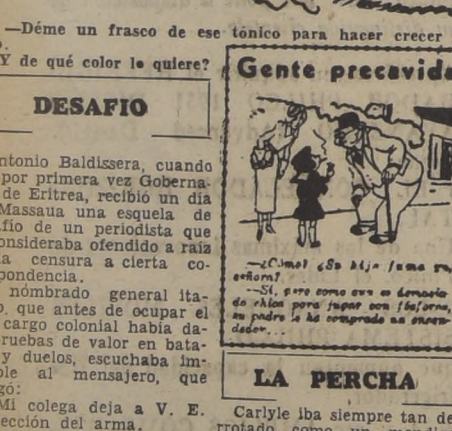 —Déme un frasco de ese tónico para hacer crecer
Y de qué color lo quiere?
DESAFIO
ntonio Baldissera, cuando
por primera vez Goberna-
de Eritrea, recibió un día
Massaua una esquela de
fío de un periodista que
onsideraba ofendido a raíz
la censura a cierta co-
pondencia.
nombrado general ita-
o, que antes de ocupar el
cargo colonial había da-
ruebas de valor en bata-
y duelos, escuchaba im-
ble al mensajero, que
gó:
Mi colega deja a V. E.
ección del arma.
Gente precavida
—¿Cómo? ¿Su hija fuma
señora?
—Sí, pero como aun es demasia
do chica para jugar con fósforos,
su padre le ha comprado un encen
dedor...
LA PERCHA
Carlyle iba siempre tan de
rrotado como un